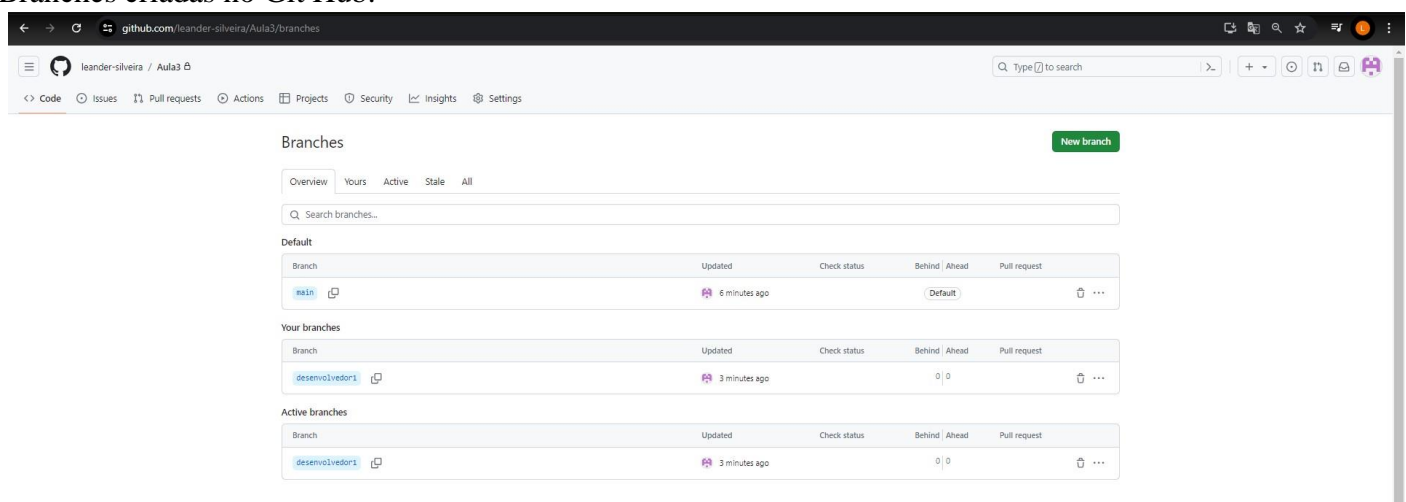 Branches criadas no Git Hub:
github.com/leander-silveira/Aula3/branches
L
leander-silveira / Aula3
Type / to search
Code Issues Pull requests Actions Projects Security Insights Settings
Branches
New branch
Overview Yours Active Stale All
Search branches...
Default
Branch Updated Check status Behind Ahead Pull request
main 6 minutes ago Default
Your branches
Branch Updated Check status Behind Ahead Pull request
desenvolvedor1 3 minutes ago 0 0
Active branches
Branch Updated Check status Behind Ahead Pull request
desenvolvedor1 3 minutes ago 0 0